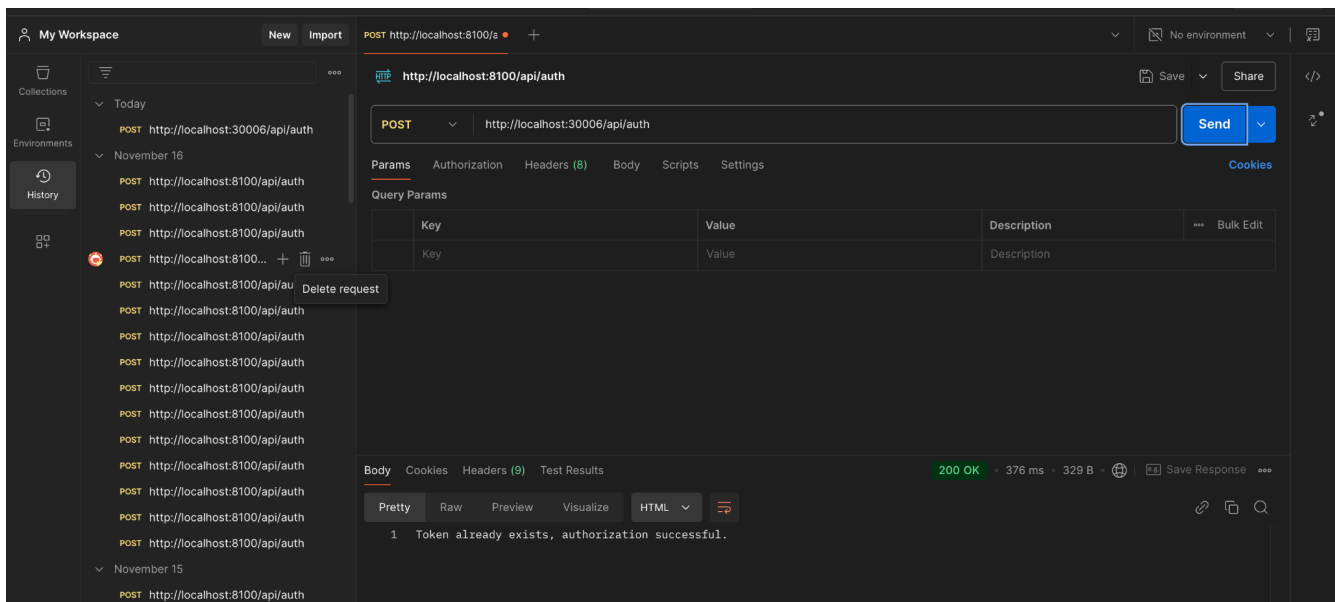 My Workspace New Import POST http://localhost:8100/a No environment
Collections
Environments
History
Today
POST http://localhost:30006/api/auth
November 16
POST http://localhost:8100/api/auth
POST http://localhost:8100/api/auth
POST http://localhost:8100/api/auth
POST http://localhost:8100...
POST http://localhost:8100/api/au
Delete request
POST http://localhost:8100/api/auth
POST http://localhost:8100/api/auth
POST http://localhost:8100/api/auth
POST http://localhost:8100/api/auth
POST http://localhost:8100/api/auth
POST http://localhost:8100/api/auth
POST http://localhost:8100/api/auth
POST http://localhost:8100/api/auth
POST http://localhost:8100/api/auth
POST http://localhost:8100/api/auth
November 15
POST http://localhost:8100/api/auth
HTTP http://localhost:8100/api/auth Save Share
POST http://localhost:30006/api/auth Send
Params Authorization Headers (8) Body Scripts Settings Cookies
Query Params
Key Value Description Bulk Edit
Key Value Description
Body Cookies Headers (9) Test Results 200 OK 376 ms 329 B e.g. Save Response
Pretty Raw Preview Visualize HTML
1 Token already exists, authorization successful.